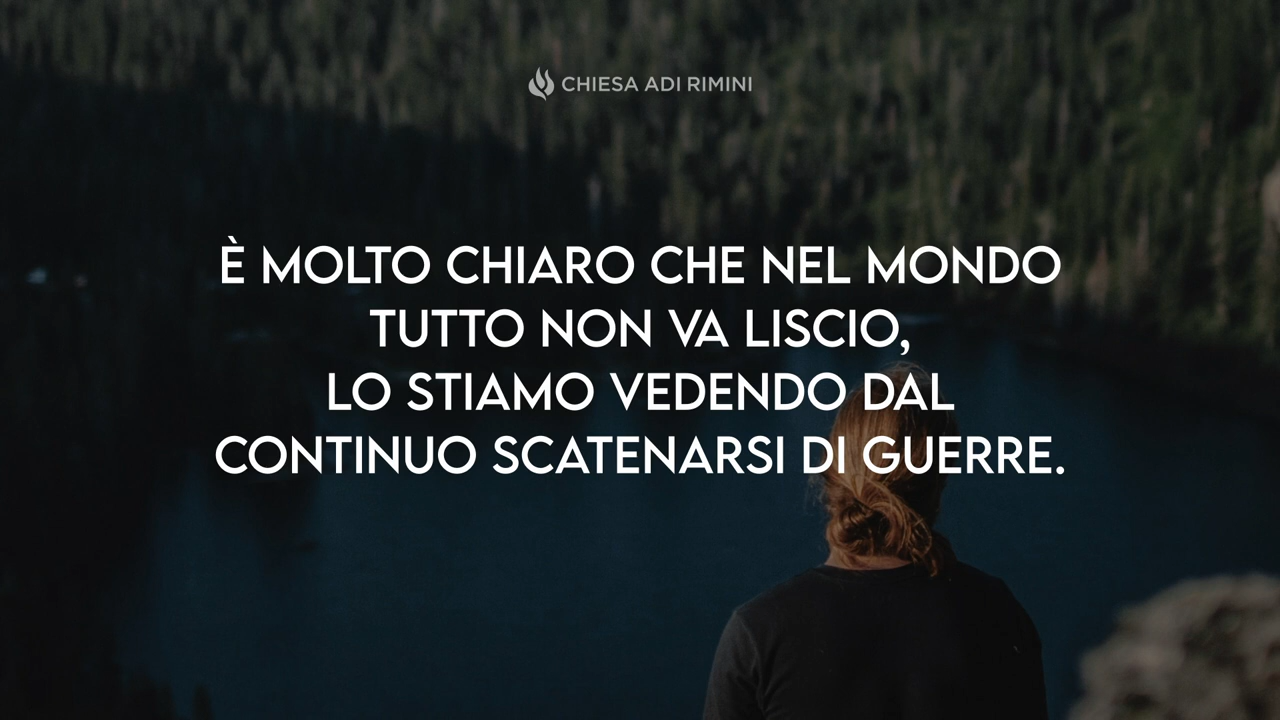 CHIESA ADI RIMINI
È MOLTO CHIARO CHE NEL MONDO
TUTTO NON VA LISCIO,
LO STIAMO VEDENDO DAL
CONTINUO SCATENARSI DI GUERRE.